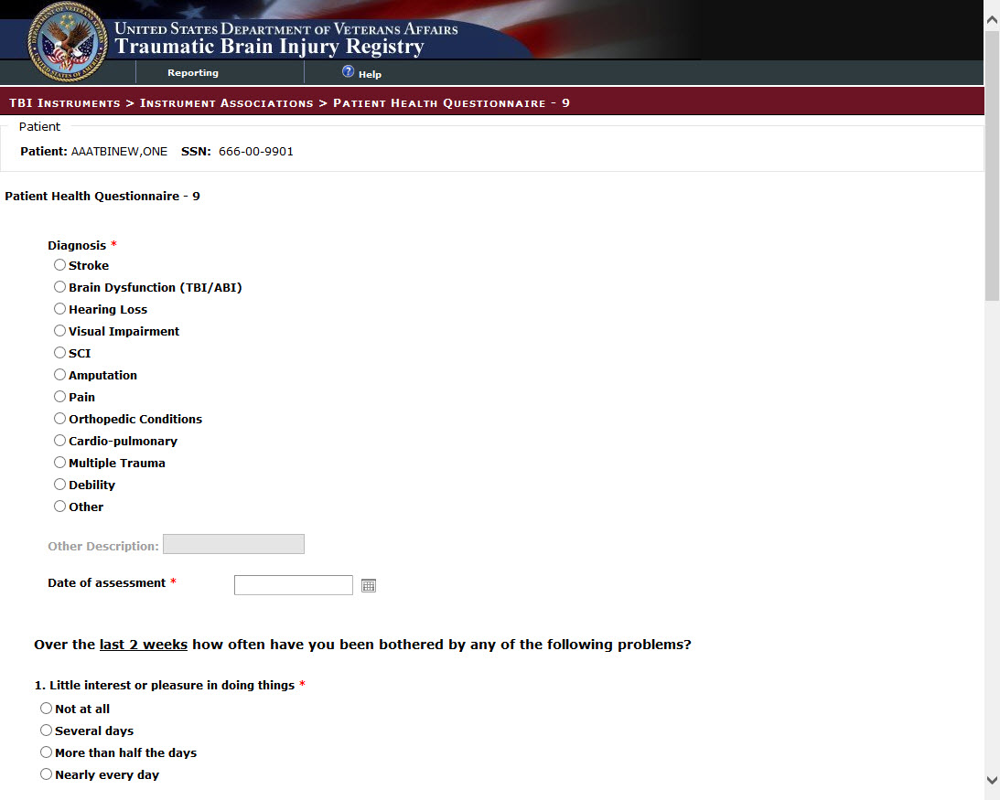 UNITED STATES DEPARTMENT OF VETERANS AFFAIRS
Traumatic Brain Injury Registry
Reporting
? Help
TBI INSTRUMENTS > INSTRUMENT ASSOCIATIONS > PATIENT HEALTH QUESTIONNAIRE - 9
Patient
Patient: AAATBINEW,ONE SSN: 666-00-9901
Patient Health Questionnaire - 9
Diagnosis *
Stroke
Brain Dysfunction (TBI/ABI)
Hearing Loss
Visual Impairment
SCI
Amputation
Pain
Orthopedic Conditions
Cardio-pulmonary
Multiple Trauma
Debility
Other
Other Description:
Date of assessment *
Over the last 2 weeks how often have you been bothered by any of the following problems?
1. Little interest or pleasure in doing things *
Not at all
Several days
More than half the days
Nearly every day